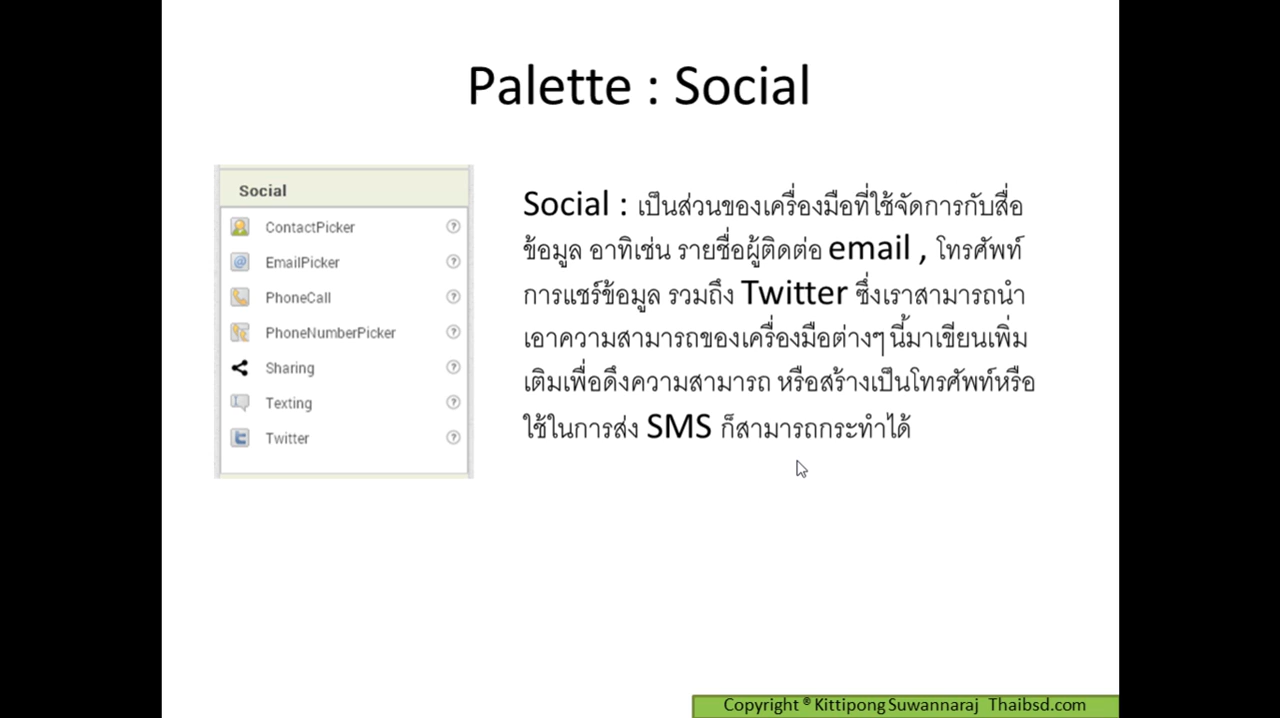 Palette : Social
Social
ContactPicker
EmailPicker
PhoneCall
PhoneNumberPicker
Sharing
Texting
Twitter
Social : เป็นส่วนของเครื่องมือที่ใช้จัดการกับสื่อ
ข้อมูล อาทิเช่น รายชื่อผู้ติดต่อ email , โทรศัพท์
การแชร์ข้อมูล รวมถึง Twitter ซึ่งเราสามารถนำ
เอาความสามารถของเครื่องมือต่างๆ นี้มาเขียนเพิ่ม
เติมเพื่อดึงความสามารถ หรือสร้างเป็นโทรศัพท์หรือ
ใช้ในการส่ง SMS ก็สามารถกระทำได้
Copyright ® Kittipong Suwannaraj Thaibsd.com